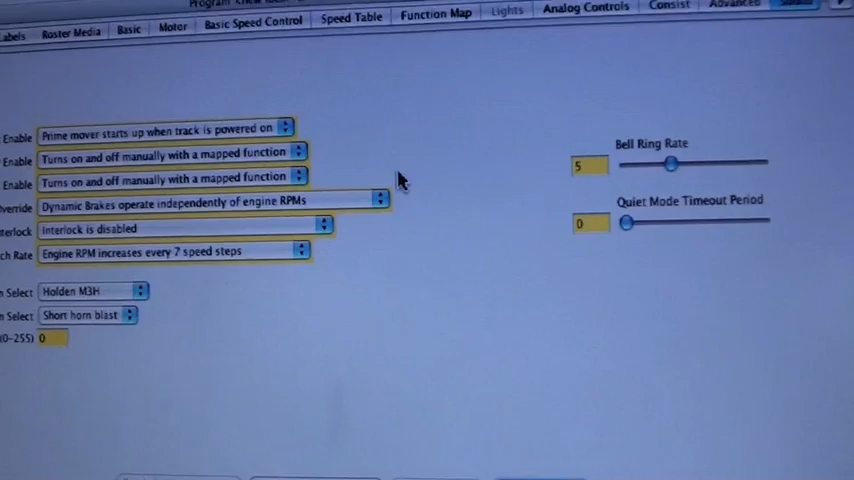 Labels Roster Media Basic Motor Basic Speed Control Speed Table Function Map Lights Analog Controls Consist Advanced
Enable Prime mover starts up when track is powered on
Enable Turns on and off manually with a mapped function
Enable Turns on and off manually with a mapped function
verride Dynamic Brakes operate independently of engine RPMs
terlock Interlock is disabled
ch Rate Engine RPM increases every 7 speed steps
n Select Holden M3H
n Select Short horn blast
(0-255) 0
Bell Ring Rate
5
Quiet Mode Timeout Period
0